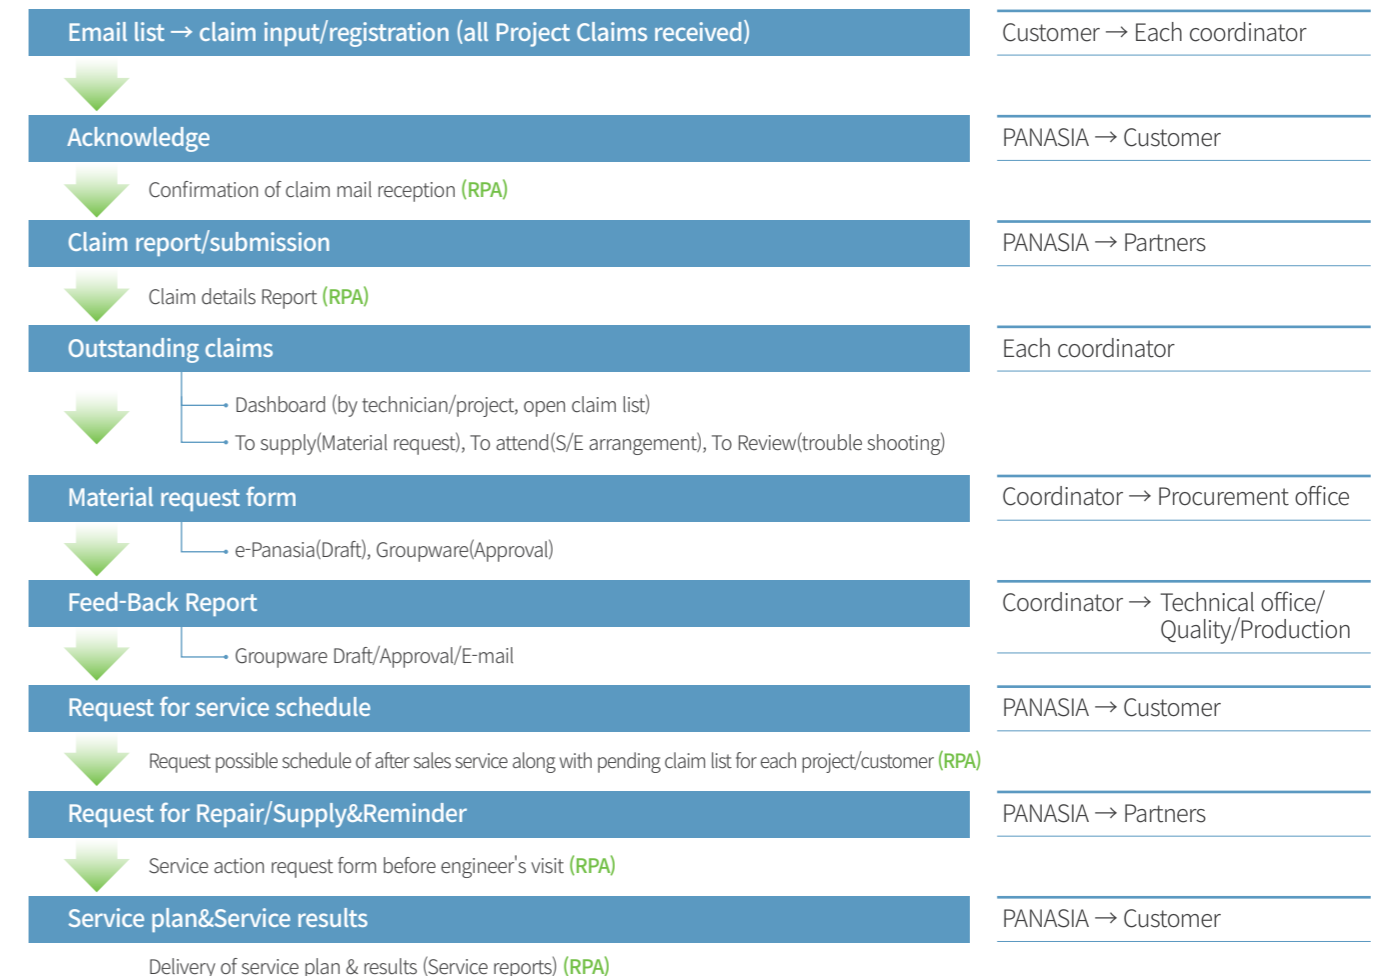 Email list → claim input/registration (all Project Claims received)
Customer → Each coordinator
Acknowledge
PANASIA → Customer
Confirmation of claim mail reception (RPA)
Claim report/submission
PANASIA → Partners
Claim details Report (RPA)
Outstanding claims
Each coordinator
Dashboard (by technician/project, open claim list)
To supply(Material request), To attend(S/E arrangement), To Review(trouble shooting)
Material request form
Coordinator → Procurement office
e-Panasia(Draft), Groupware(Approval)
Feed-Back Report
Coordinator → Technical office/
Quality/Production
Groupware Draft/Approval/E-mail
Request for service schedule
PANASIA → Customer
Request possible schedule of after sales service along with pending claim list for each project/customer (RPA)
Request for Repair/Supply&Reminder
PANASIA → Partners
Service action request form before engineer's visit (RPA)
Service plan&Service results
PANASIA → Customer
Delivery of service plan & results (Service reports) (RPA)